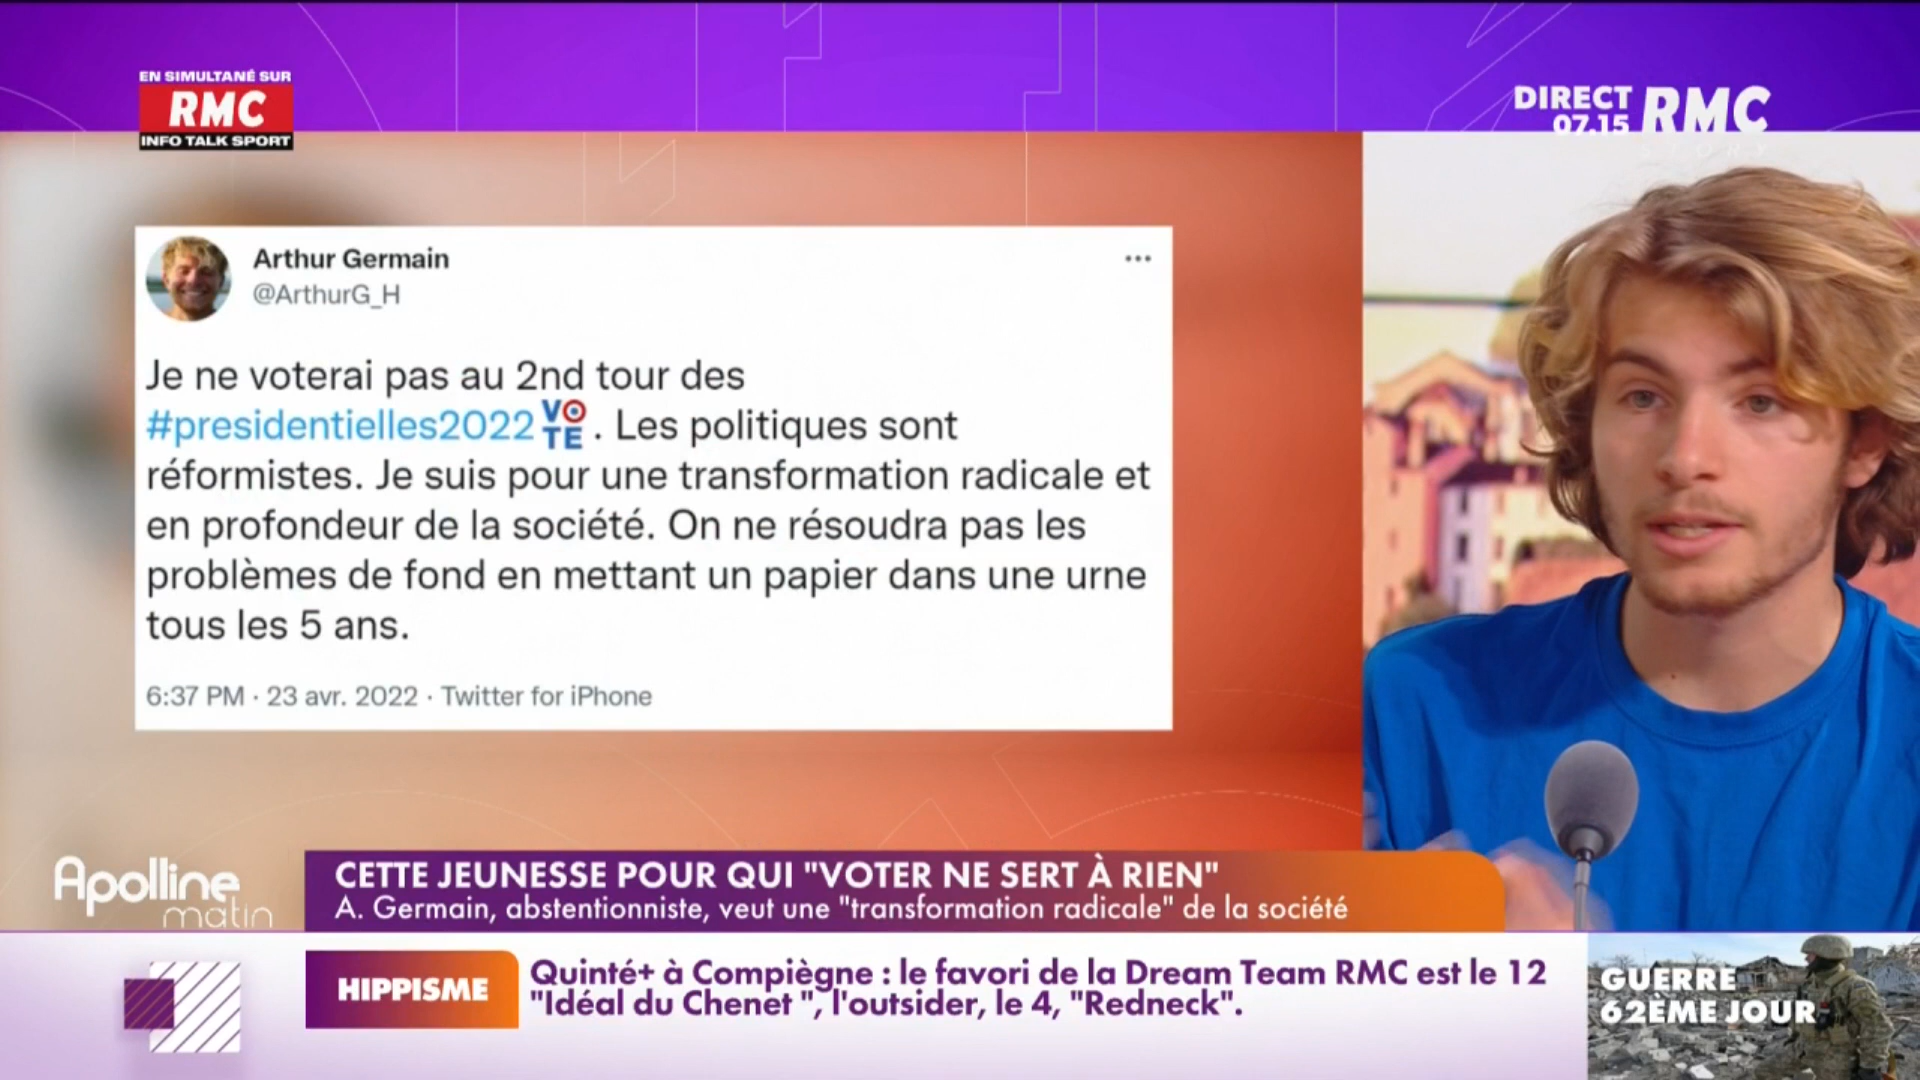 EN SIMULTANÉ SUR
RMC
INFO TALK SPORT
DIRECT
07.15
RMC
STORY
Arthur Germain
@ArthurG_H
Je ne voterai pas au 2nd tour des
#presidentielles2022 VOTE . Les politiques sont
réformistes. Je suis pour une transformation radicale et
en profondeur de la société. On ne résoudra pas les
problèmes de fond en mettant un papier dans une urne
tous les 5 ans.
6:37 PM · 23 avr. 2022 · Twitter for iPhone
Apolline
matin
CETTE JEUNESSE POUR QUI "VOTER NE SERT À RIEN"
A. Germain, abstentionniste, veut une "transformation radicale" de la société
HIPPISME
Quinté+ à Compiègne : le favori de la Dream Team RMC est le 12
"Idéal du Chenet ", l'outsider, le 4, "Redneck".
GUERRE
62ÈME JOUR